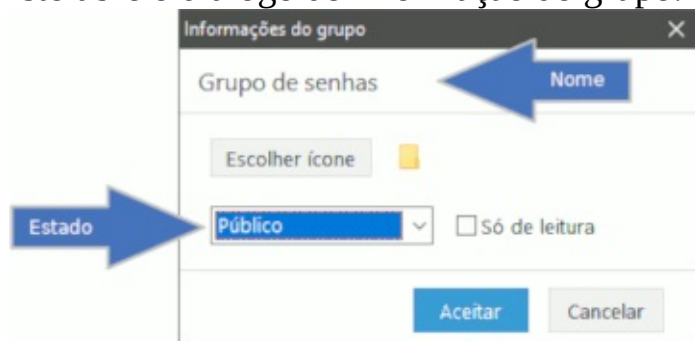 Informações do grupo
Grupo de senhas
Nome
Escolher ícone
Estado
Público
Só de leitura
Aceitar
Cancelar